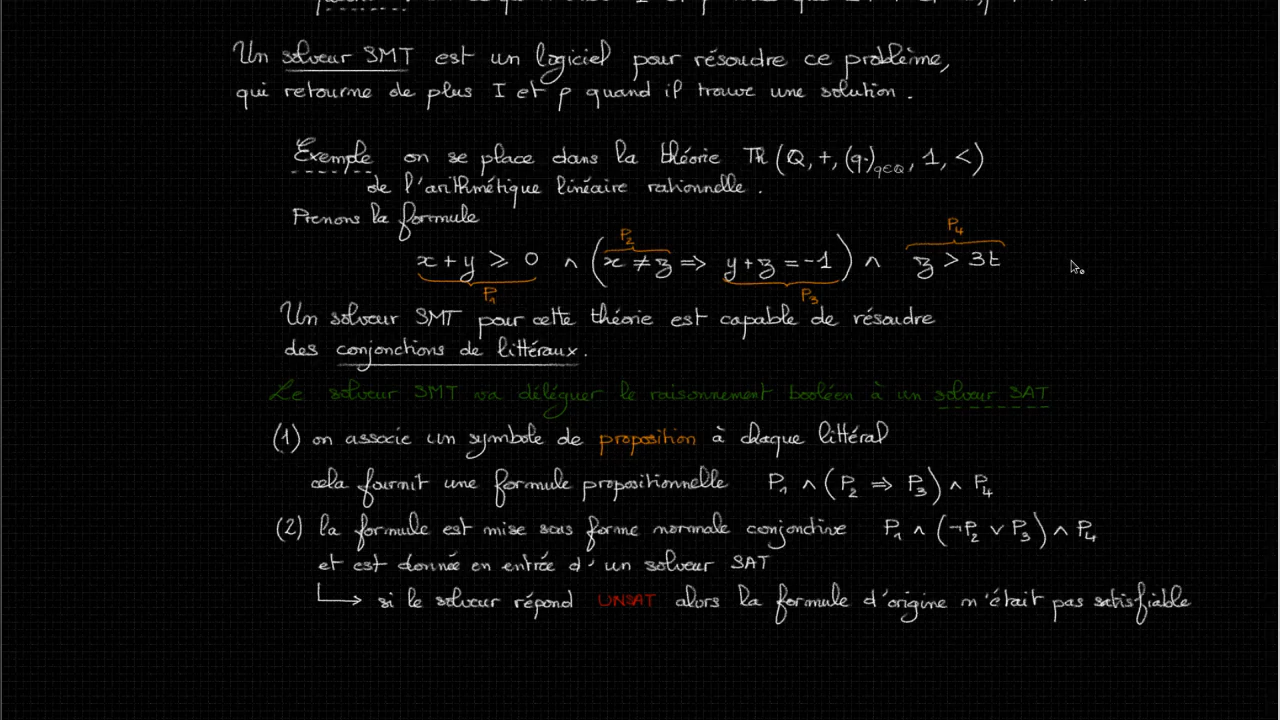 Un solveur SMT est un logiciel pour résoudre ce problème,
qui retourne de plus I et ρ quand il trouve une solution.
Exemple on se place dans la théorie Th (Q, +, (q·)q∈Q, 1, <)
de l'arithmétique linéaire rationnelle.
Prenons la formule
P2 P4
x + y ⩾ 0 ∧ (x ≠ z ⇒ y + z = -1) ∧ z > 3t
P1 P3
Un solveur SMT pour cette théorie est capable de résoudre
des conjonctions de littéraux.
Le solveur SMT va déléguer le raisonnement booléen à un solveur SAT
(1) on associe un symbole de proposition à chaque littéral
cela fournit une formule propositionnelle P1 ∧ (P2 ⇒ P3) ∧ P4
(2) la formule est mise sous forme normale conjonctive P1 ∧ (¬P2 ∨ P3) ∧ P4
et est donnée en entrée d'un solveur SAT
si le solveur répond UNSAT alors la formule d'origine n'était pas satisfiable